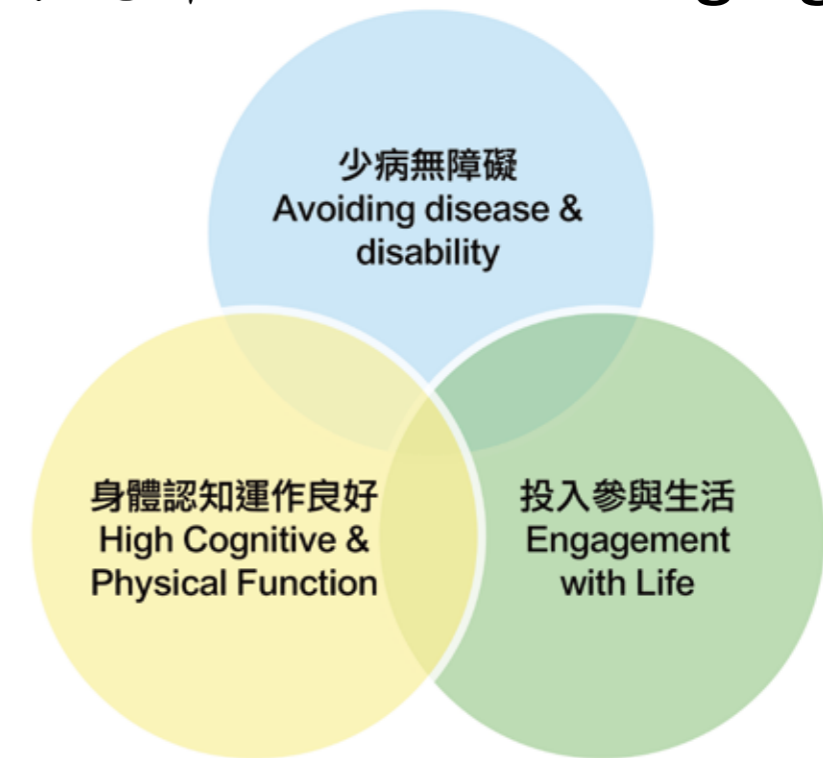 少病無障礙
Avoiding disease &
disability
身體認知運作良好
High Cognitive &
Physical Function
投入參與生活
Engagement
with Life